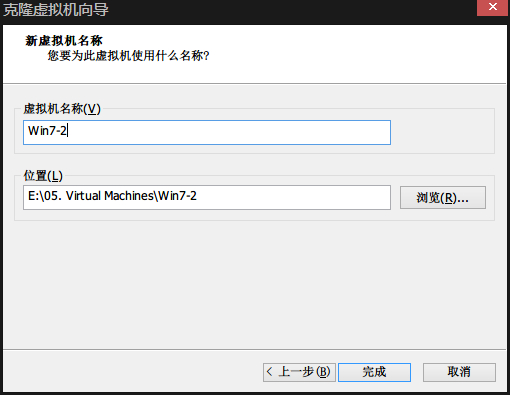 克隆虚拟机向导
新虚拟机名称
您要为此虚拟机使用什么名称?
虚拟机名称(V)
Win7-2
位置(L)
E:\05. Virtual Machines\Win7-2
浏览(R)...
< 上一步(B)
完成
取消